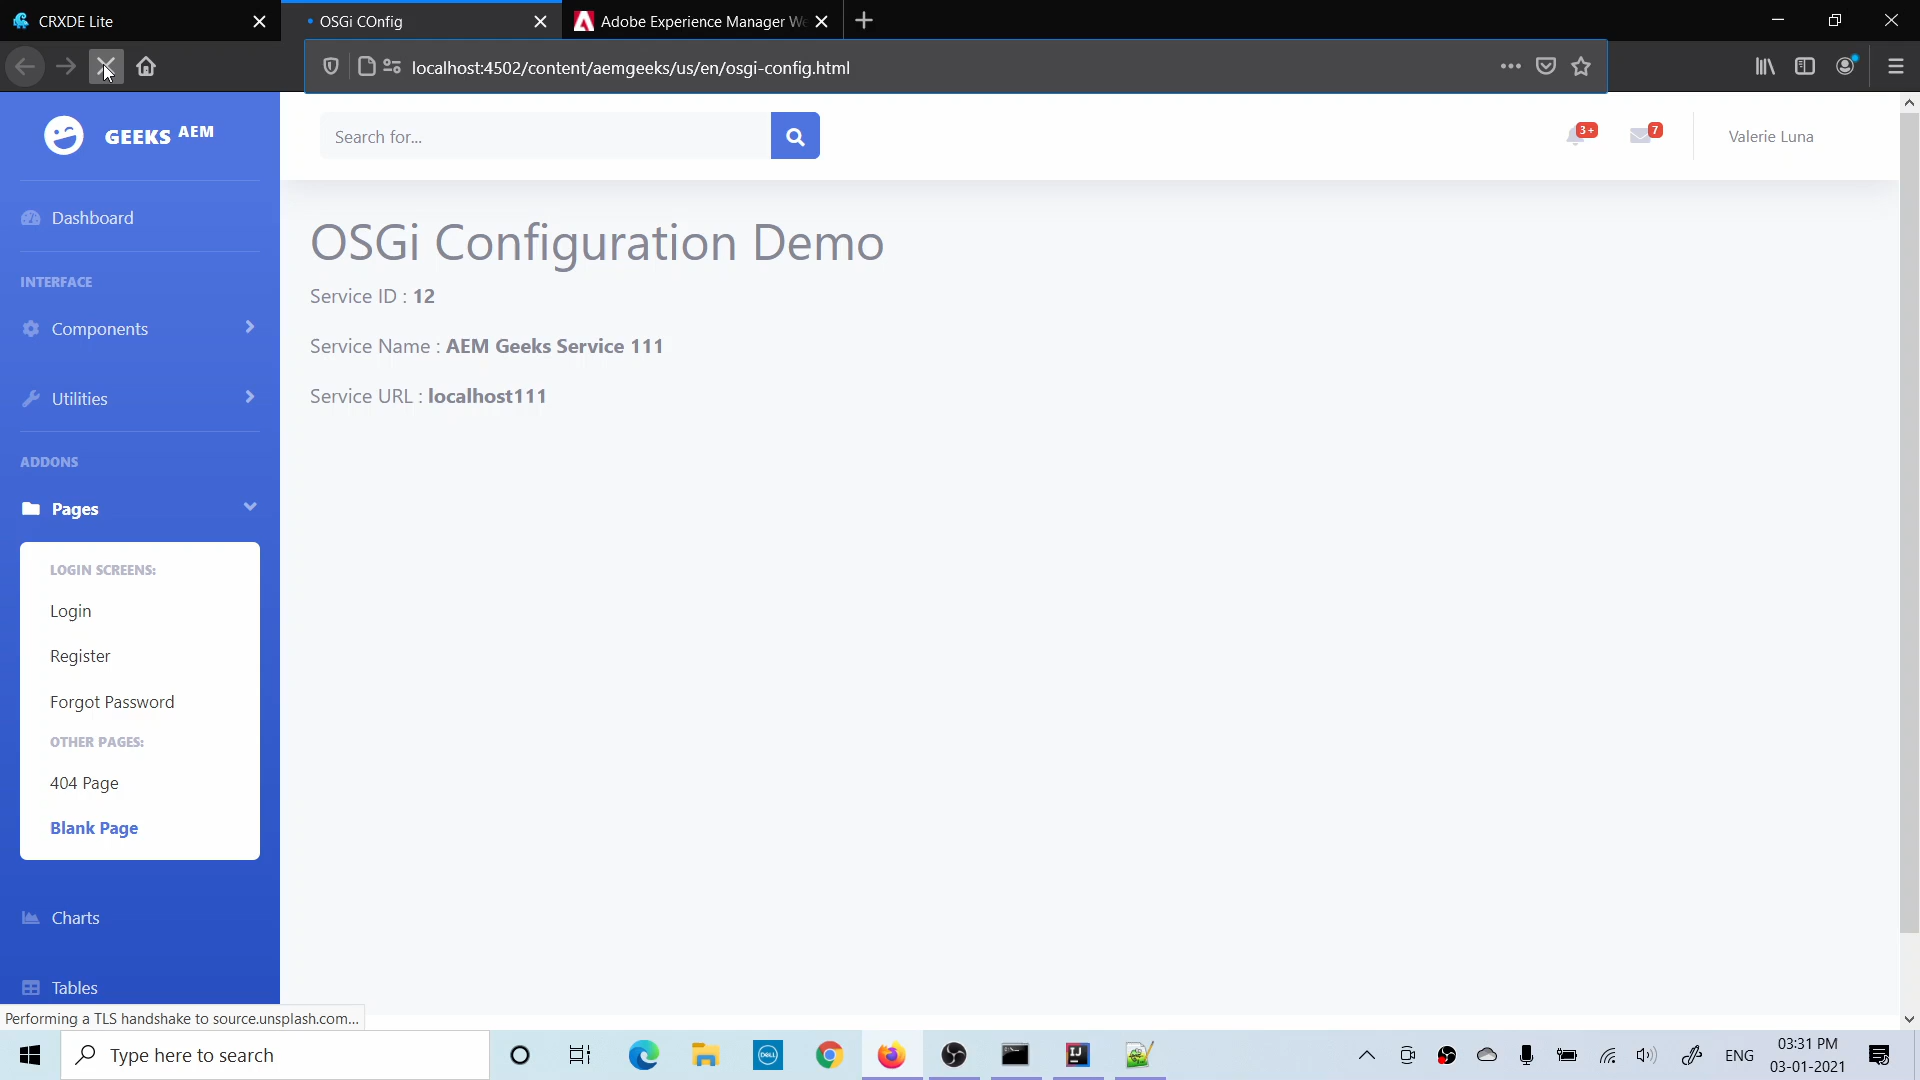 CRXDE Lite
OSGi COnfig
Adobe Experience Manager We
localhost:4502/content/aemgeeks/us/en/osgi-config.html
GEEKS AEM
Search for...
3+
7
Valerie Luna
Dashboard
INTERFACE
Components
Utilities
ADDONS
Pages
LOGIN SCREENS:
Login
Register
Forgot Password
OTHER PAGES:
404 Page
Blank Page
Charts
Tables
OSGi Configuration Demo
Service ID : 12
Service Name : AEM Geeks Service 111
Service URL : localhost111
Performing a TLS handshake to source.unsplash.com...
Type here to search
DELL
IJ
ENG
03:31 PM
03-01-2021